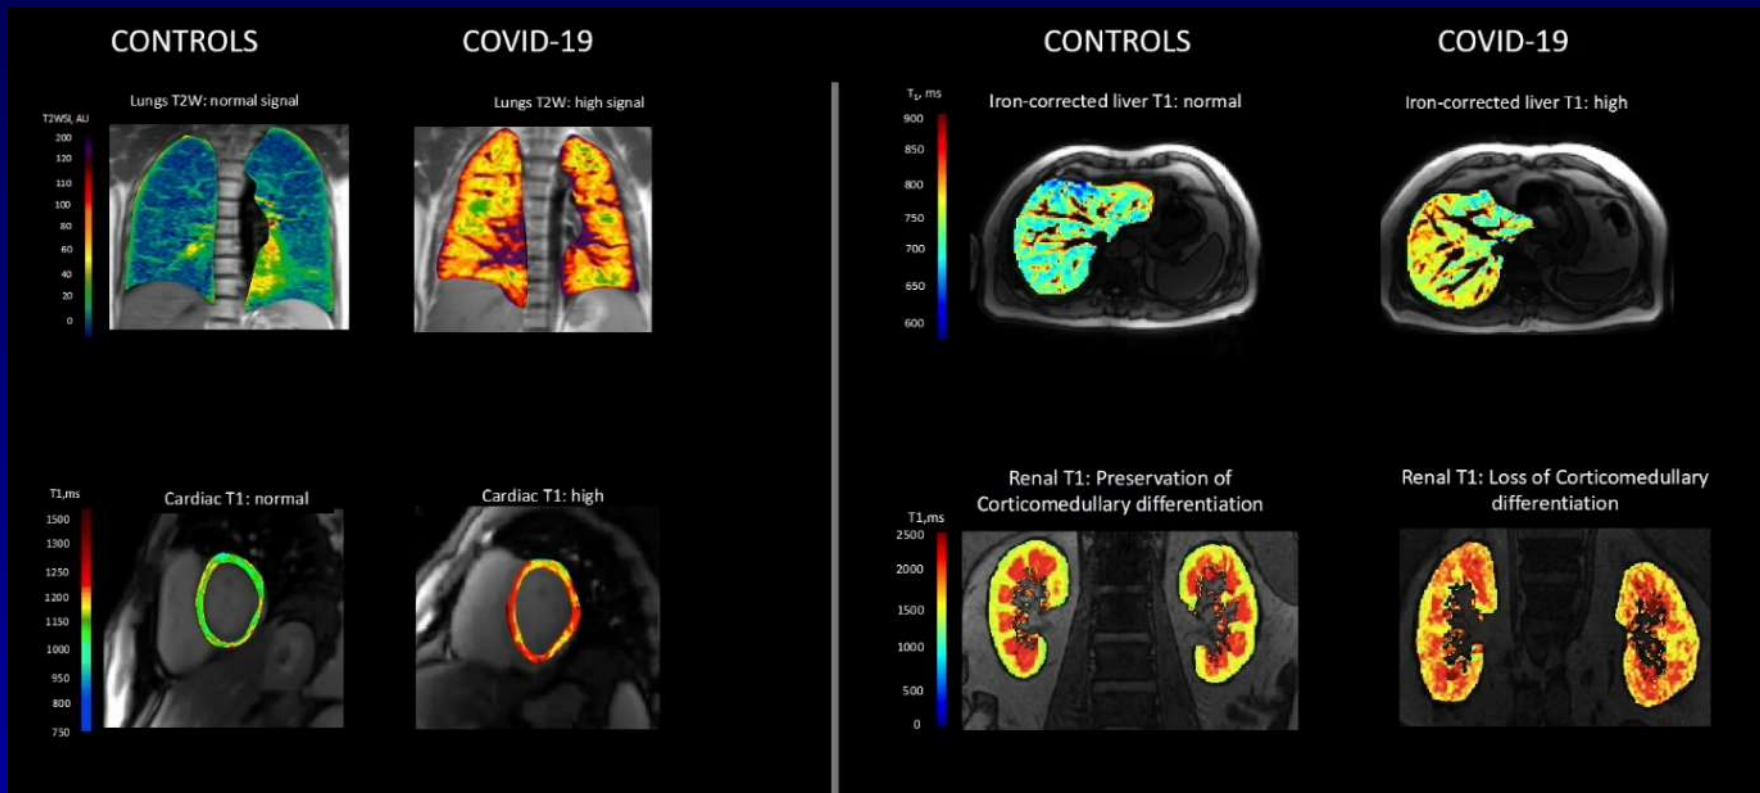 CONTROLS
COVID-19
Lungs T2W: normal signal
Lungs T2W: high signal
T2WSI, AU
200
120
110
100
80
60
40
20
0
T1,ms
Cardiac T1: normal
Cardiac T1: high
1500
1300
1250
1200
1150
1000
950
800
750
CONTROLS
COVID-19
T₁, ms
Iron-corrected liver T1: normal
Iron-corrected liver T1: high
900
850
800
750
700
650
600
Renal T1: Preservation of
Corticomedullary differentiation
Renal T1: Loss of Corticomedullary
differentiation
T1,ms
2500
2000
1500
1000
500
0